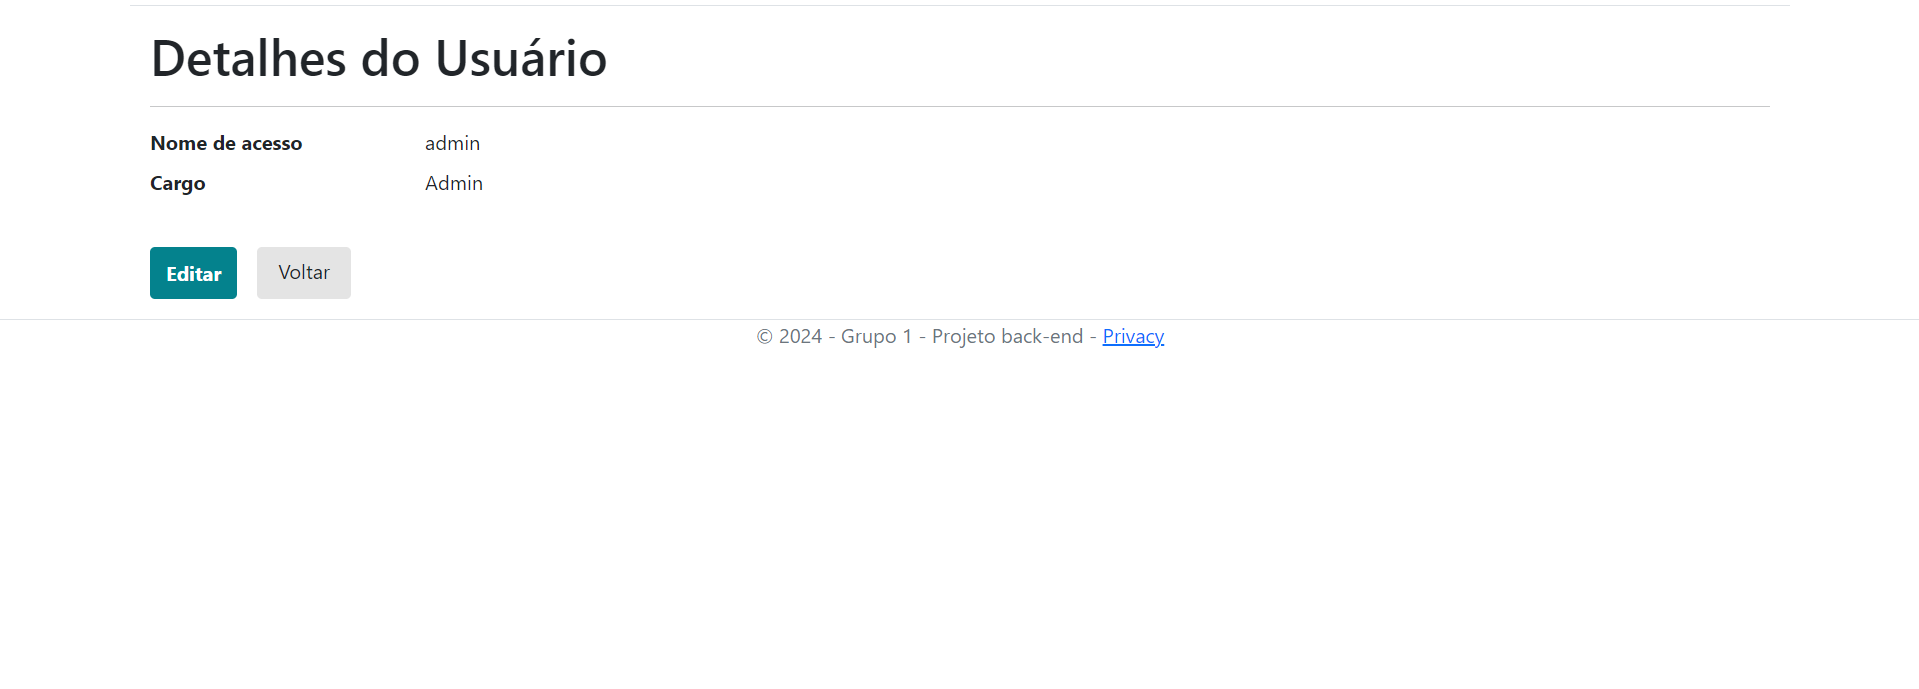 Detalhes do Usuário
Nome de acesso admin
Cargo Admin
Editar Voltar
© 2024 - Grupo 1 - Projeto back-end - Privacy